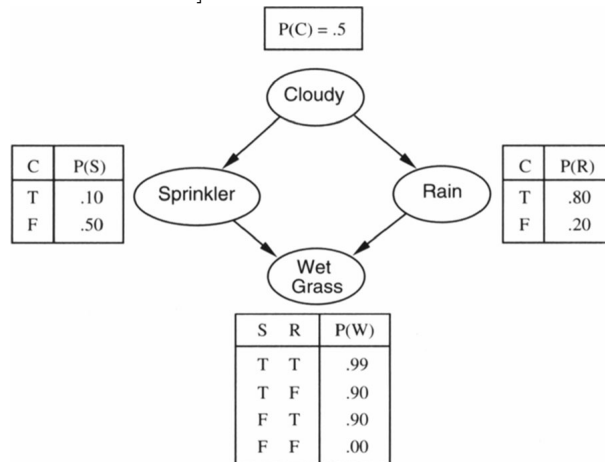 ]
P(C) = .5
Cloudy
C P(S)
T .10
F .50
Sprinkler
Rain
C P(R)
T .80
F .20
Wet
Grass
S R P(W)
T T .99
T F .90
F T .90
F F .00